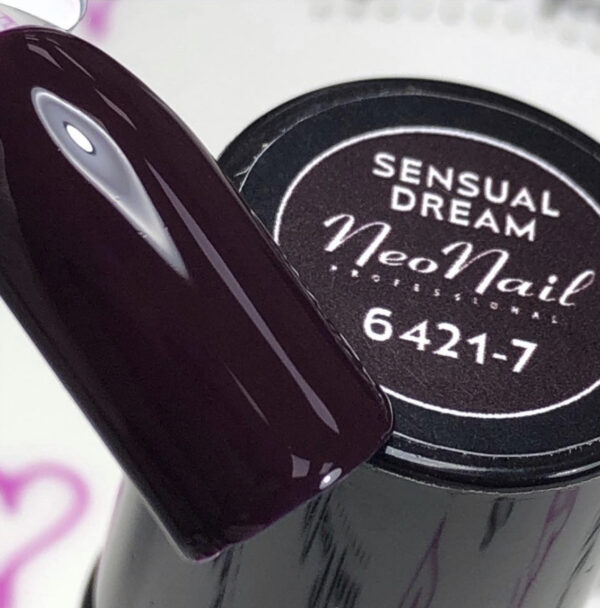 SENSUAL
DREAM
NeoNail
PROFESSIONAL
6421-7